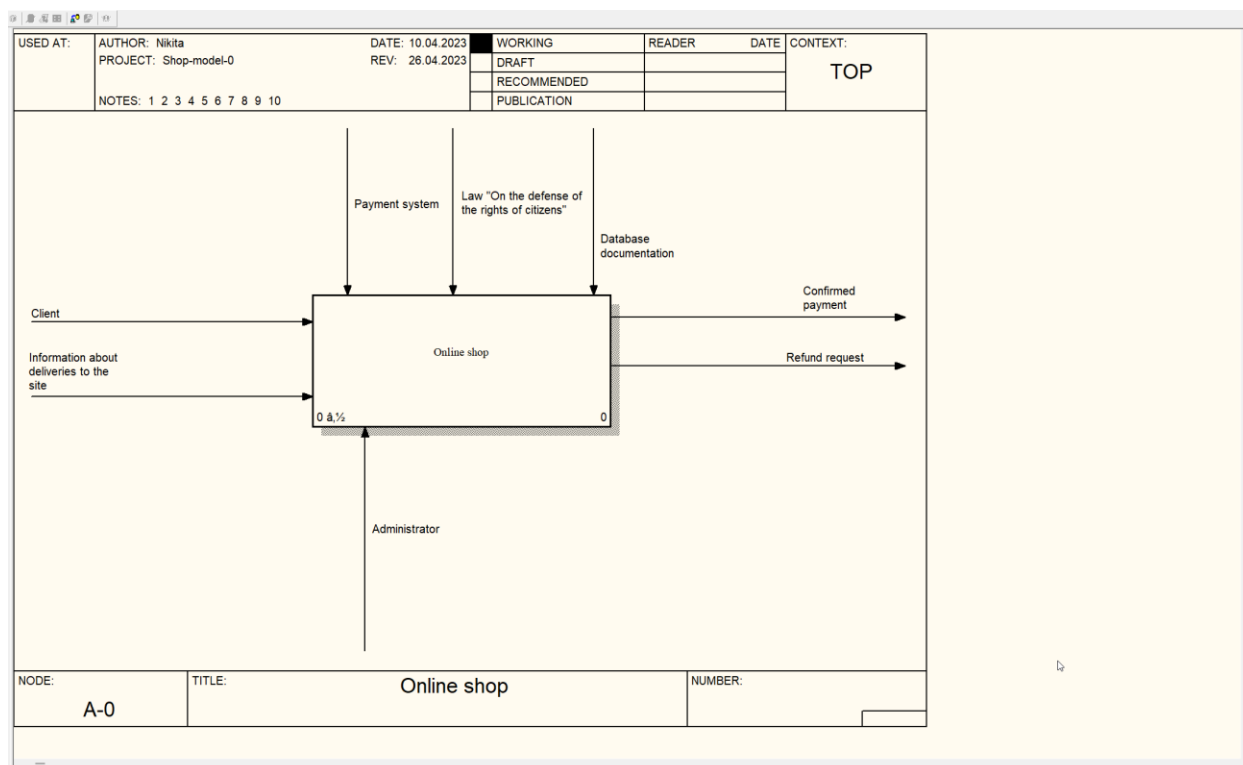 USED AT:
AUTHOR: Nikita
DATE: 10.04.2023
WORKING
READER
DATE
CONTEXT:
PROJECT: Shop-model-0
REV: 26.04.2023
DRAFT
TOP
RECOMMENDED
NOTES: 1 2 3 4 5 6 7 8 9 10
PUBLICATION
Payment system
Law "On the defense of
the rights of citizens"
Database
documentation
Client
Information about
deliveries to the
site
Online shop
0 â‚½
0
Confirmed
payment
Refund request
Administrator
NODE:
A-0
TITLE:
Online shop
NUMBER: